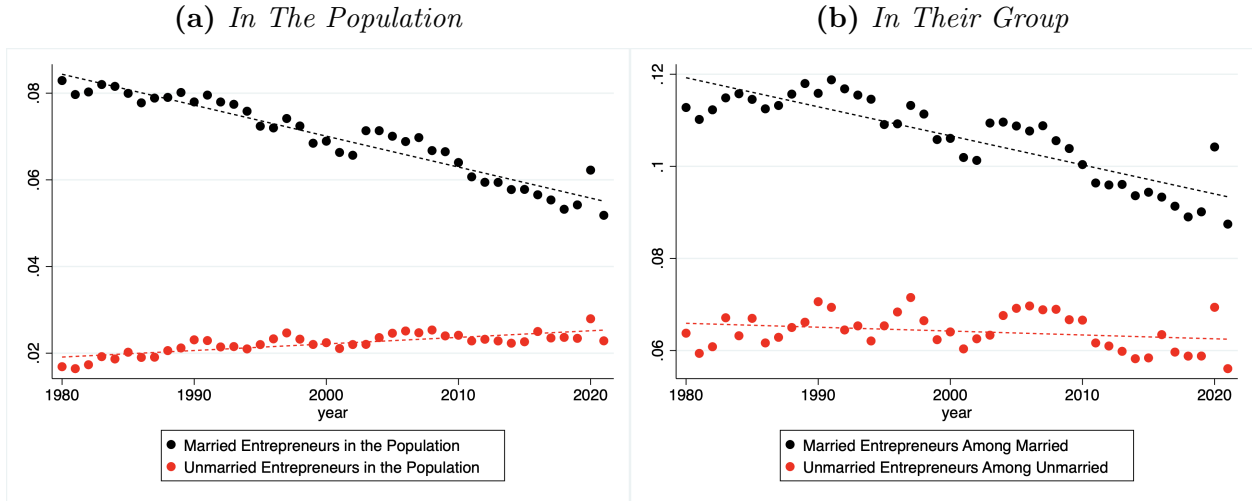 (a) In The Population
.08
.06
.04
.02
1980
1990
2000
2010
2020
year
Married Entrepreneurs in the Population
Unmarried Entrepreneurs in the Population
(b) In Their Group
.12
.1
.08
.06
1980
1990
2000
2010
2020
year
Married Entrepreneurs Among Married
Unmarried Entrepreneurs Among Unmarried